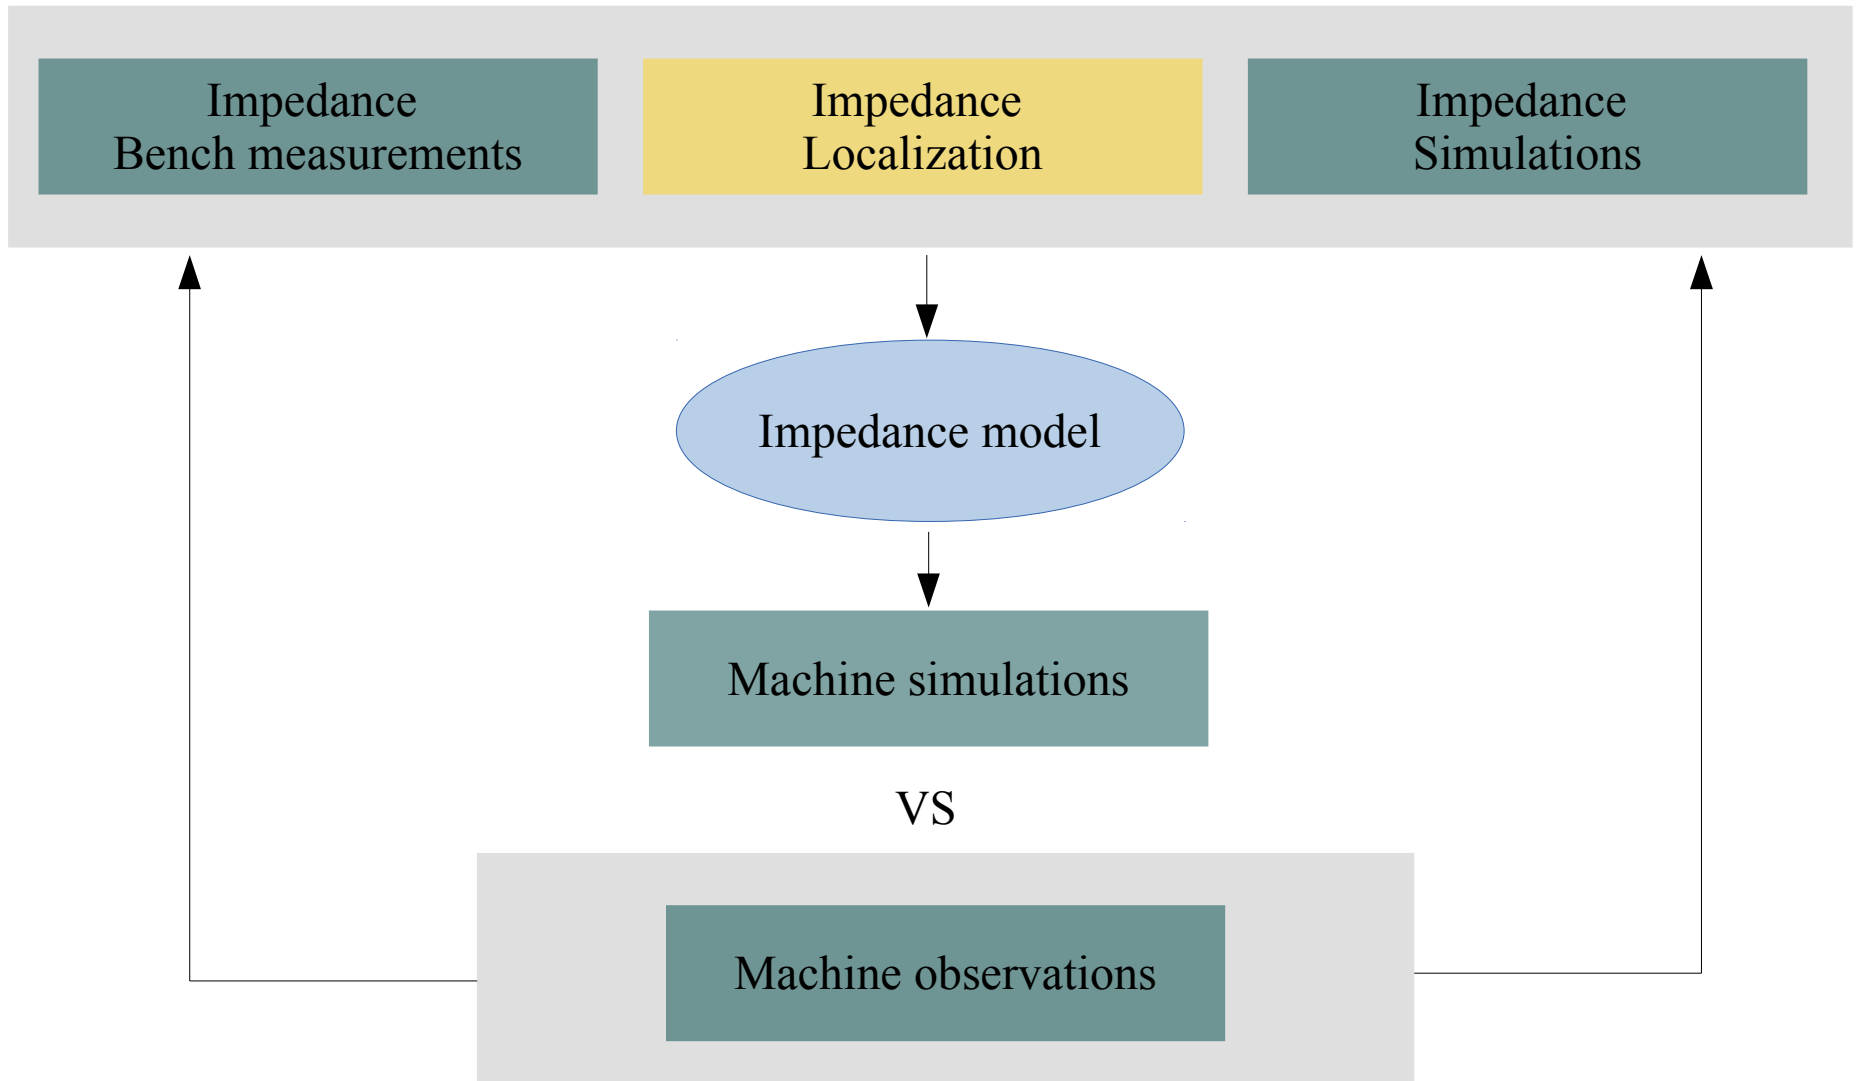 Impedance
Bench measurements
Impedance
Localization
Impedance
Simulations
Impedance model
Machine simulations
VS
Machine observations